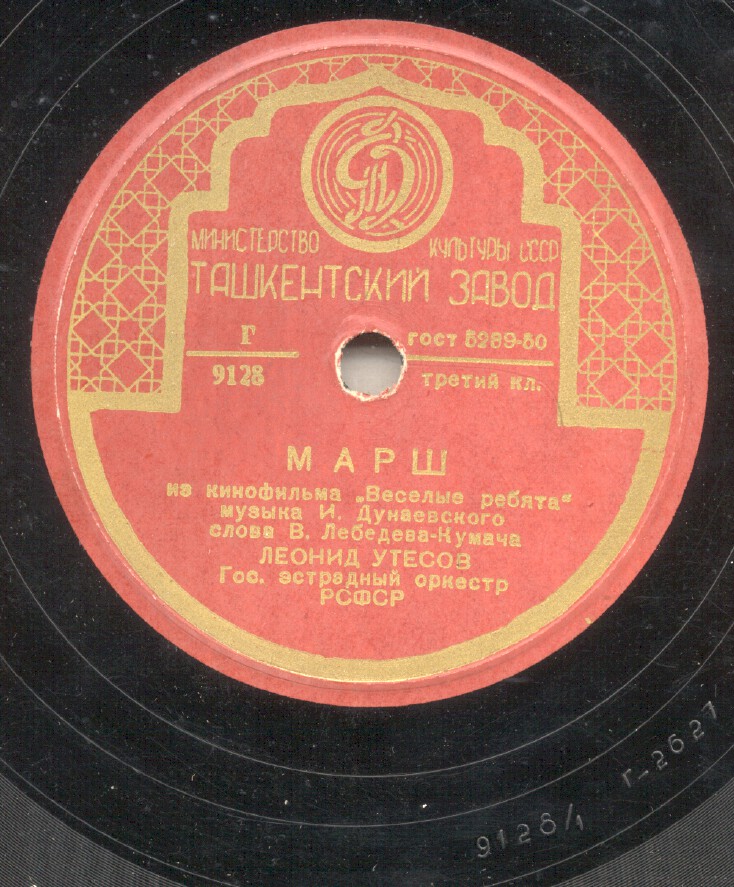 МИНИСТЕРСТВО КУЛЬТУРЫ СССР
ТАШКЕНТСКИЙ ЗАВОД
Г
9128
ГОСТ 5289-50
третий кл.
МАРШ
из кинофильма „Веселые ребята“
музыка И. Дунаевского
слова В. Лебедева-Кумача
ЛЕОНИД УТЕСОВ
Гос. эстрадный оркестр
РСФСР
9128/1 Г-2627